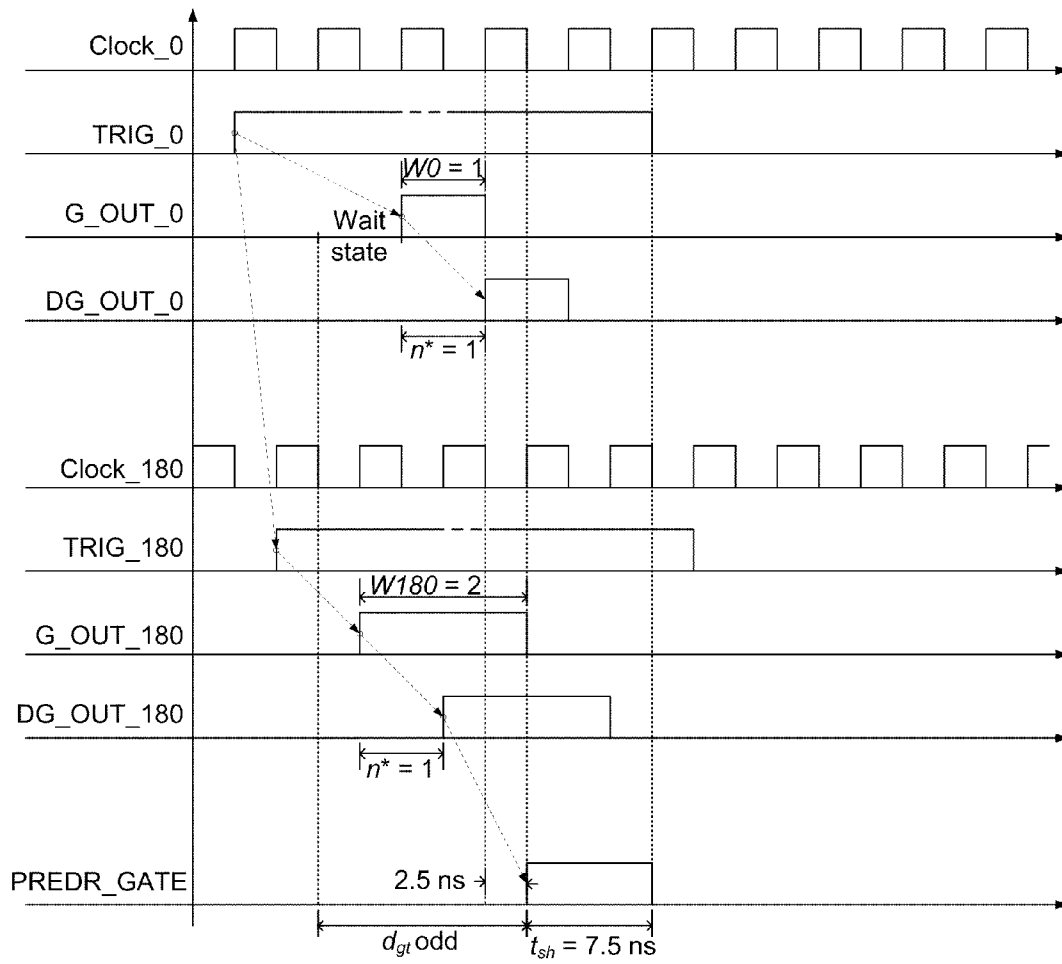 Clock_0
TRIG_0
W0 = 1
G_OUT_0
Wait
state
DG_OUT_0
n* = 1
Clock_180
TRIG_180
W180 = 2
G_OUT_180
DG_OUT_180
n* = 1
PREDR_GATE
2.5 ns
dgt odd
tsh = 7.5 ns